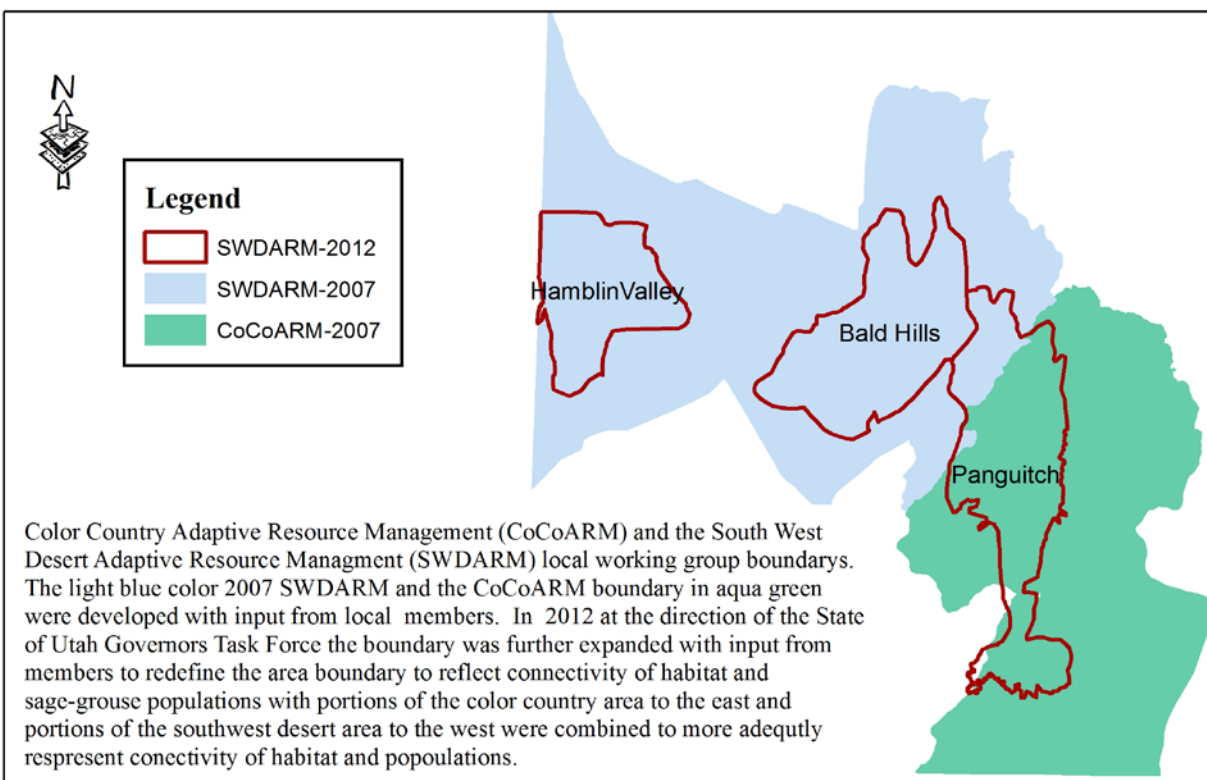 N
Legend
SWDARM-2012
SWDARM-2007
CoCoARM-2007
HamblinValley
Bald Hills
Panguitch
Color Country Adaptive Resource Management (CoCoARM) and the South West
Desert Adaptive Resource Managment (SWDARM) local working group boundarys.
The light blue color 2007 SWDARM and the CoCoARM boundary in aqua green
were developed with input from local  members.  In  2012 at the direction of the State
of Utah Governors Task Force the boundary was further expanded with input from
members to redefine the area boundary to reflect connectivity of habitat and
sage-grouse populations with portions of the color country area to the east and
portions of the southwest desert area to the west were combined to more adequtly
respresent conectivity of habitat and popoulations.